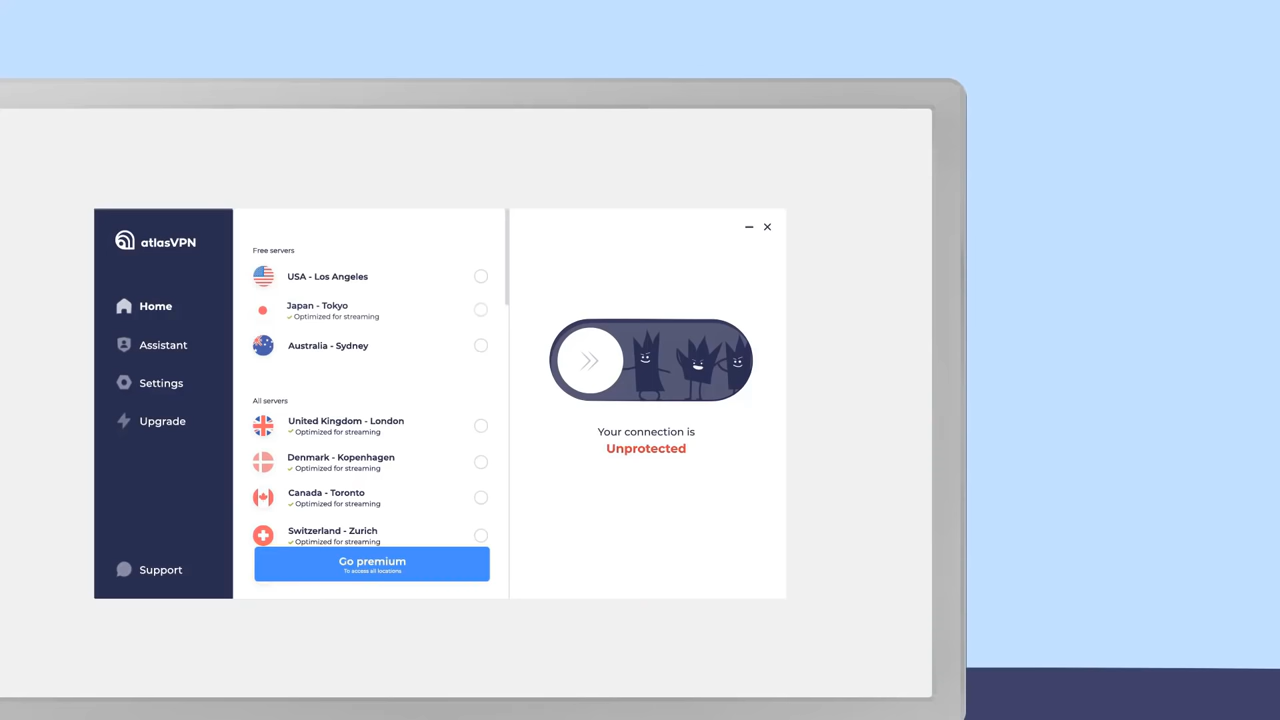 atlasVPN
Home
Assistant
Settings
Upgrade
Support
Free servers
USA - Los Angeles
Japan - Tokyo
Optimized for streaming
Australia - Sydney
All servers
United Kingdom - London
Optimized for streaming
Denmark - Kopenhagen
Optimized for streaming
Canada - Toronto
Optimized for streaming
Switzerland - Zurich
Optimized for streaming
Go premium
To access all locations
Your connection is
Unprotected